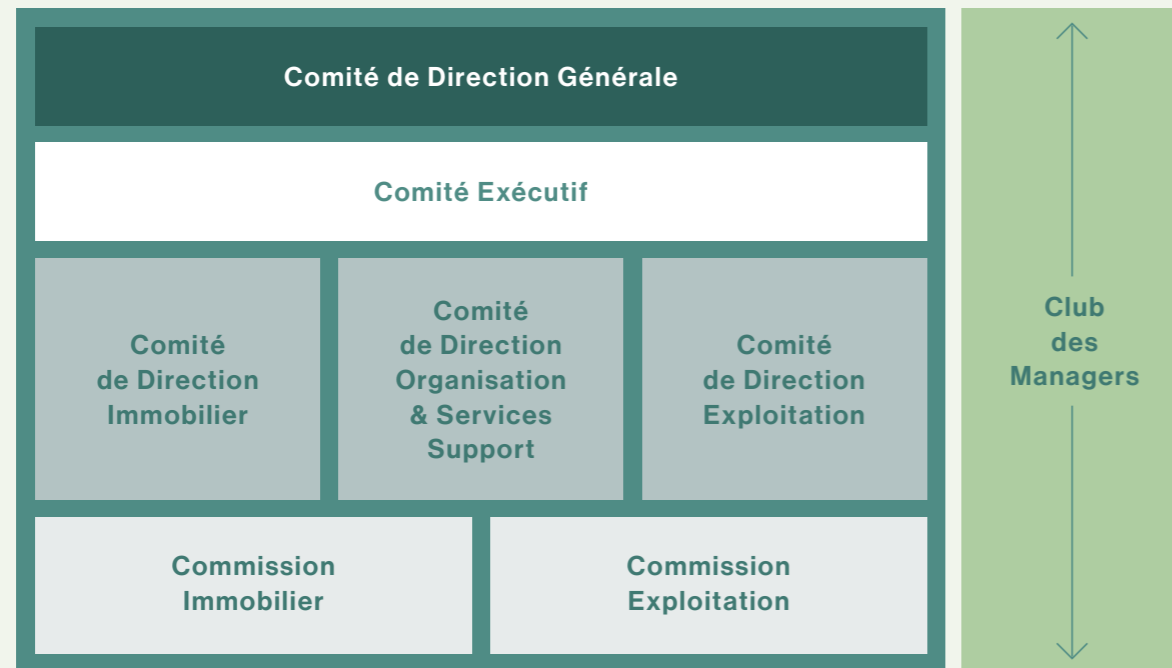 Comité de Direction Générale
Comité Exécutif
Comité
de Direction
Immobilier
Comité
de Direction
Organisation
& Services
Support
Comité
de Direction
Exploitation
Commission
Immobilier
Commission
Exploitation
Club
des
Managers